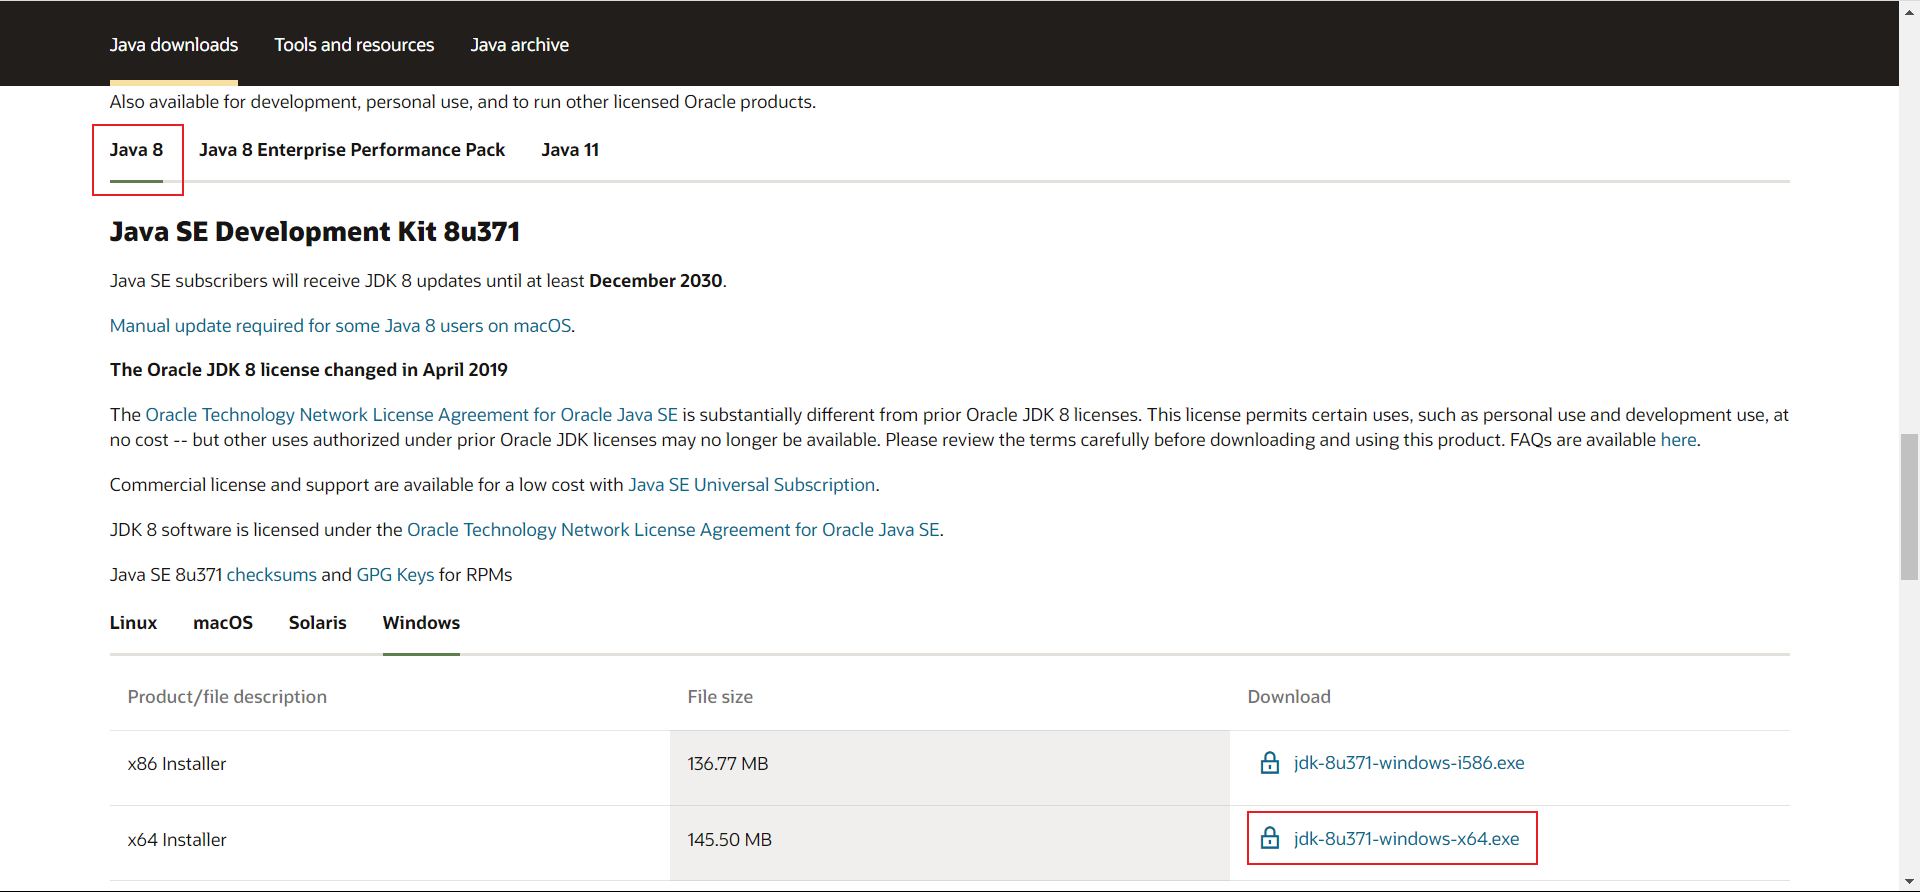 Java downloads Tools and resources Java archive
Also available for development, personal use, and to run other licensed Oracle products.
Java 8 Java 8 Enterprise Performance Pack Java 11
Java SE Development Kit 8u371
Java SE subscribers will receive JDK 8 updates until at least December 2030.
Manual update required for some Java 8 users on macOS.
The Oracle JDK 8 license changed in April 2019
The Oracle Technology Network License Agreement for Oracle Java SE is substantially different from prior Oracle JDK 8 licenses. This license permits certain uses, such as personal use and development use, at
no cost -- but other uses authorized under prior Oracle JDK licenses may no longer be available. Please review the terms carefully before downloading and using this product. FAQs are available here.
Commercial license and support are available for a low cost with Java SE Universal Subscription.
JDK 8 software is licensed under the Oracle Technology Network License Agreement for Oracle Java SE.
Java SE 8u371 checksums and GPG Keys for RPMs
Linux macOS Solaris Windows
Product/file description File size Download
x86 Installer 136.77 MB jdk-8u371-windows-i586.exe
x64 Installer 145.50 MB jdk-8u371-windows-x64.exe